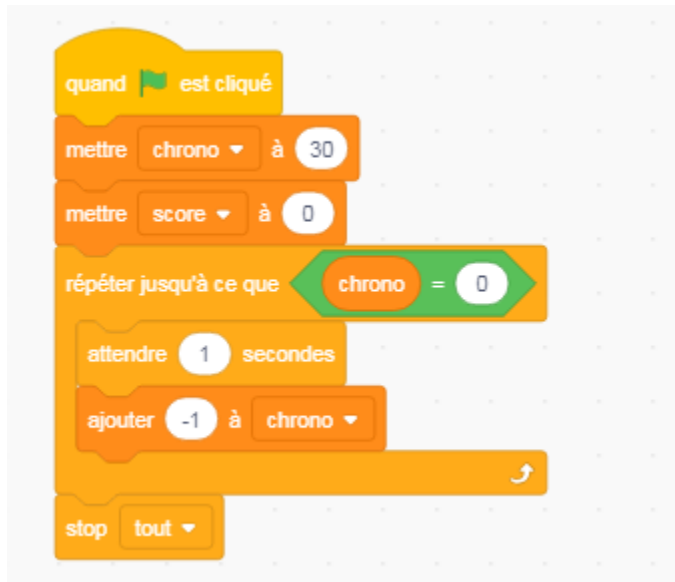 quand est cliqué
mettre chrono à 30
mettre score à 0
répéter jusqu'à ce que chrono = 0
attendre 1 secondes
ajouter -1 à chrono
stop tout